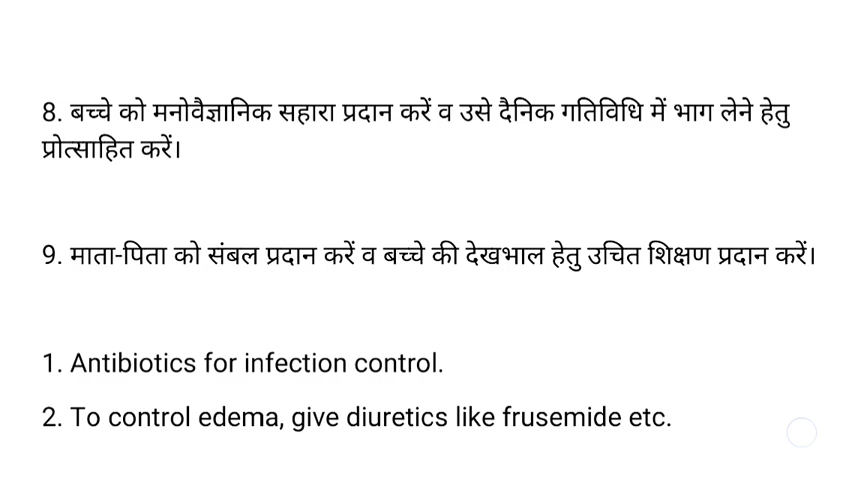 8. बच्चे को मनोवैज्ञानिक सहारा प्रदान करें व उसे दैनिक गतिविधि में भाग लेने हेतु
प्रोत्साहित करें।
9. माता-पिता को संबल प्रदान करें व बच्चे की देखभाल हेतु उचित शिक्षण प्रदान करें।
1. Antibiotics for infection control.
2. To control edema, give diuretics like frusemide etc.